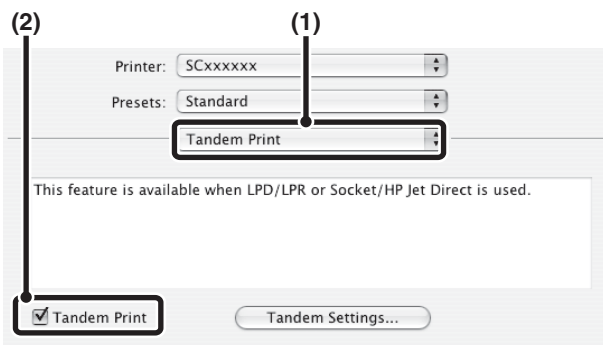 (2) (1)
Printer: SCxxxxxx
Presets: Standard
Tandem Print
This feature is available when LPD/LPR or Socket/HP Jet Direct is used.
Tandem Print Tandem Settings...